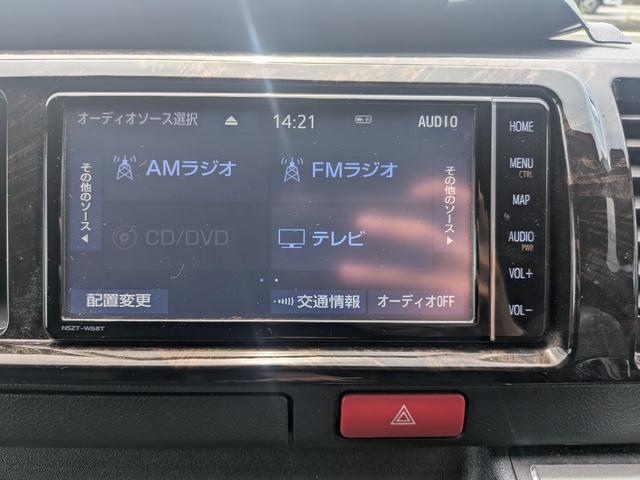 オーディオソース選択
14:21
Wi-Fi
AUDIO
その他のソース
AMラジオ
FMラジオ
その他のソース
CD/DVD
テレビ
配置変更
交通情報
オーディオOFF
NSZT-W68T
HOME
MENU
CTRL
MAP
AUDIO
PWR
VOL+
VOL-